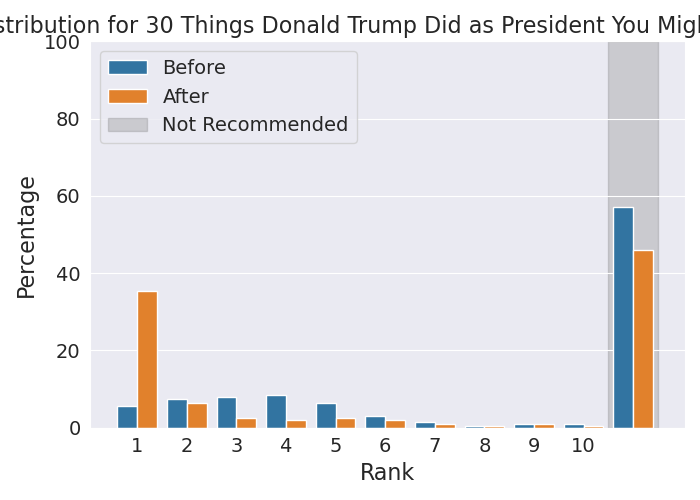 stribution for 30 Things Donald Trump Did as President You Migh
100
80
60
40
20
0
Before
After
Not Recommended
Percentage
1 2 3 4 5 6 7 8 9 10
Rank